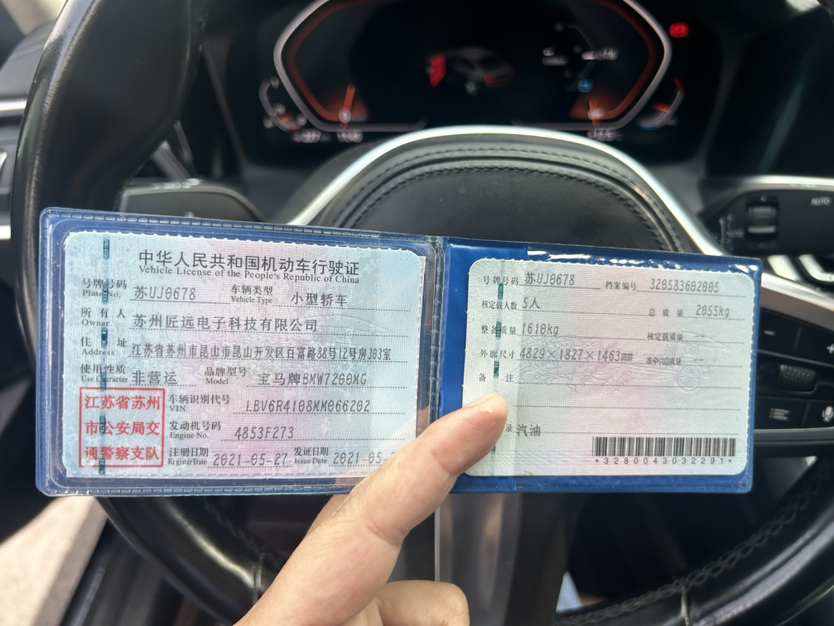 中华人民共和国机动车行驶证
Vehicle License of the People's Republic of China
号牌号码 苏UJ0678 车辆类型 小型轿车
Plate No. Vehicle Type
所有人 苏州匠远电子科技有限公司
Owner
住址 江苏省苏州市昆山市昆山开发区百富路88号12号房303室
Address
使用性质 非营运 品牌型号 宝马牌BMW7200MG
Use Character Model
江苏省苏州
市公安局交
通警察支队
车辆识别代号 LBV6R4108MM066202
VIN
发动机号码 4853F273
Engine No.
注册日期 2021-05-27 发证日期 2021-05-
Register Date Issue Date
号牌号码 苏UJ0678 档案编号 320583602005
核定载人数 5人 总质量 2055kg
整备质量 1610kg 核定载质量 --
外廓尺寸 4829×1827×1463 --
备注
汽油
*3280043032291*
AUTO